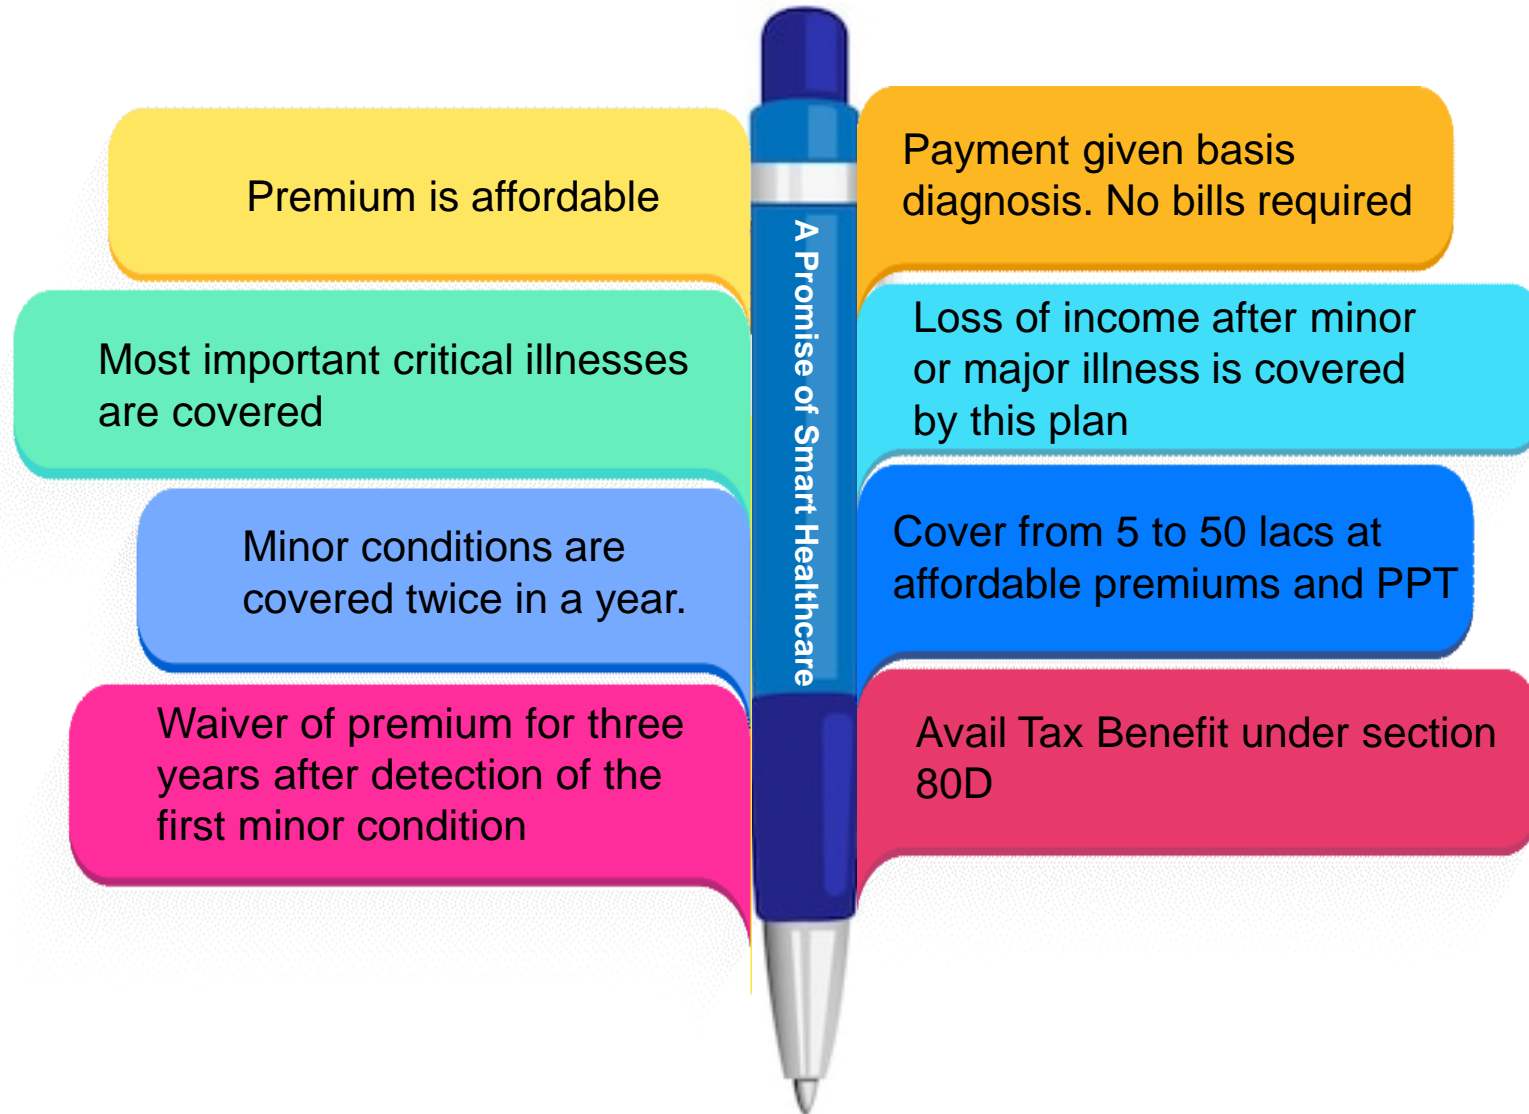 Premium is affordable
Most important critical illnesses
are covered
Minor conditions are
covered twice in a year.
Waiver of premium for three
years after detection of the
first minor condition
A Promise of Smart Healthcare
Payment given basis
diagnosis. No bills required
Loss of income after minor
or major illness is covered
by this plan
Cover from 5 to 50 lacs at
affordable premiums and PPT
Avail Tax Benefit under section
80D